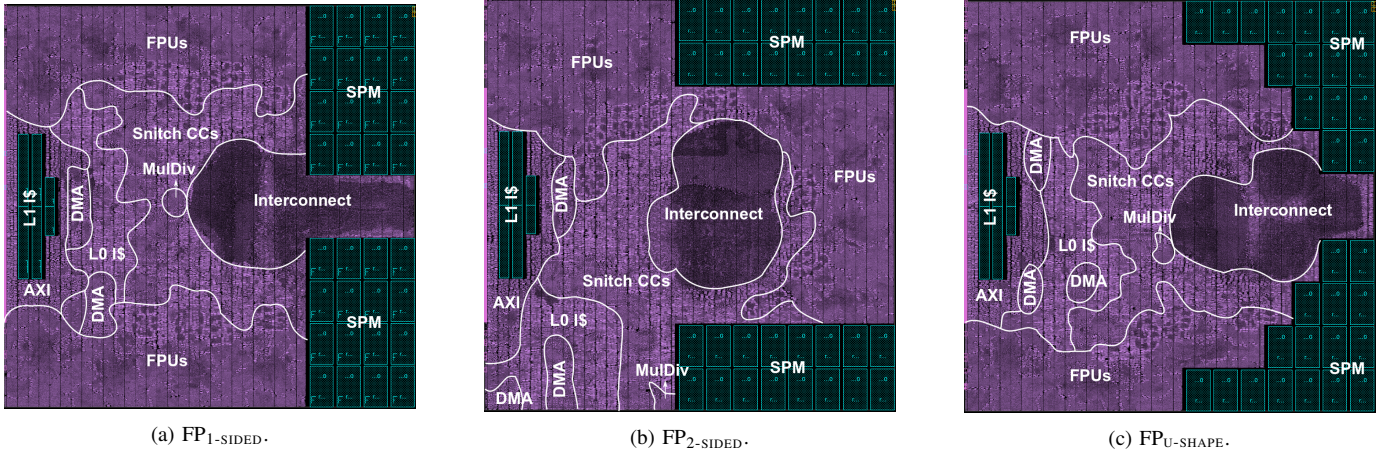 FPUs
SPM
Snitch CCs
MulDiv
L1 I$
DMA
Interconnect
L0 I$
AXI
DMA
SPM
FPUs
(a) FP1-SIDED.
SPM
FPUs
L1 I$
DMA
FPUs
Interconnect
Snitch CCs
AXI
L0 I$
MulDiv
SPM
DMA
DMA
(b) FP2-SIDED.
FPUs
SPM
DMA
Snitch CCs
L1 I$
MulDiv
Interconnect
L0 I$
AXI
DMA
DMA
SPM
FPUs
(c) FPU-SHAPE.